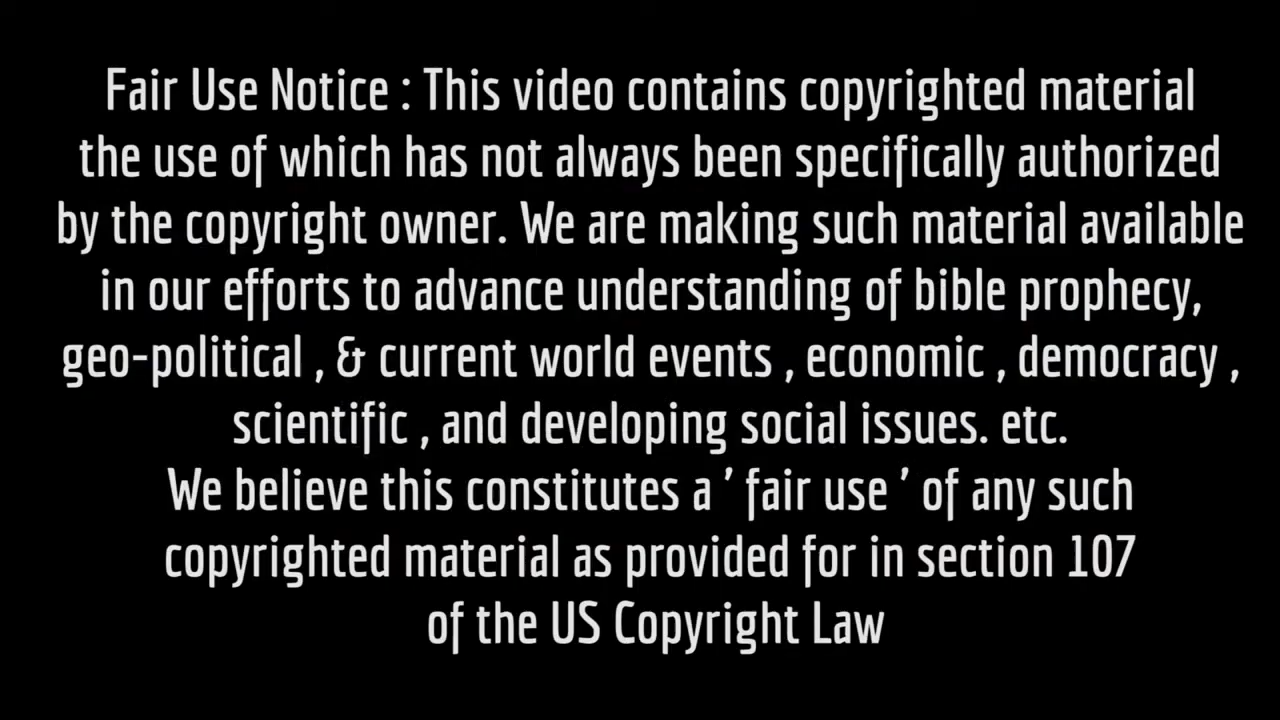 Fair Use Notice : This video contains copyrighted material
the use of which has not always been specifically authorized
by the copyright owner. We are making such material available
in our efforts to advance understanding of bible prophecy,
geo-political , & current world events , economic , democracy ,
scientific , and developing social issues. etc.
We believe this constitutes a ' fair use ' of any such
copyrighted material as provided for in section 107
of the US Copyright Law